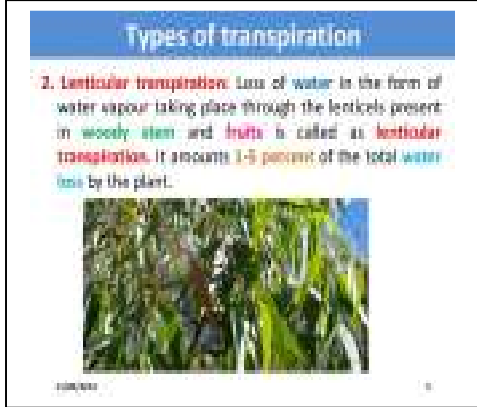 Types of transpiration
2. Lenticular transpiration: Loss of water in the form of
water vapour taking place through the lenticels present
in woody stem and fruits is called as lenticular
transpiration. It amounts 1-5 percent of the total water
loss by the plant.